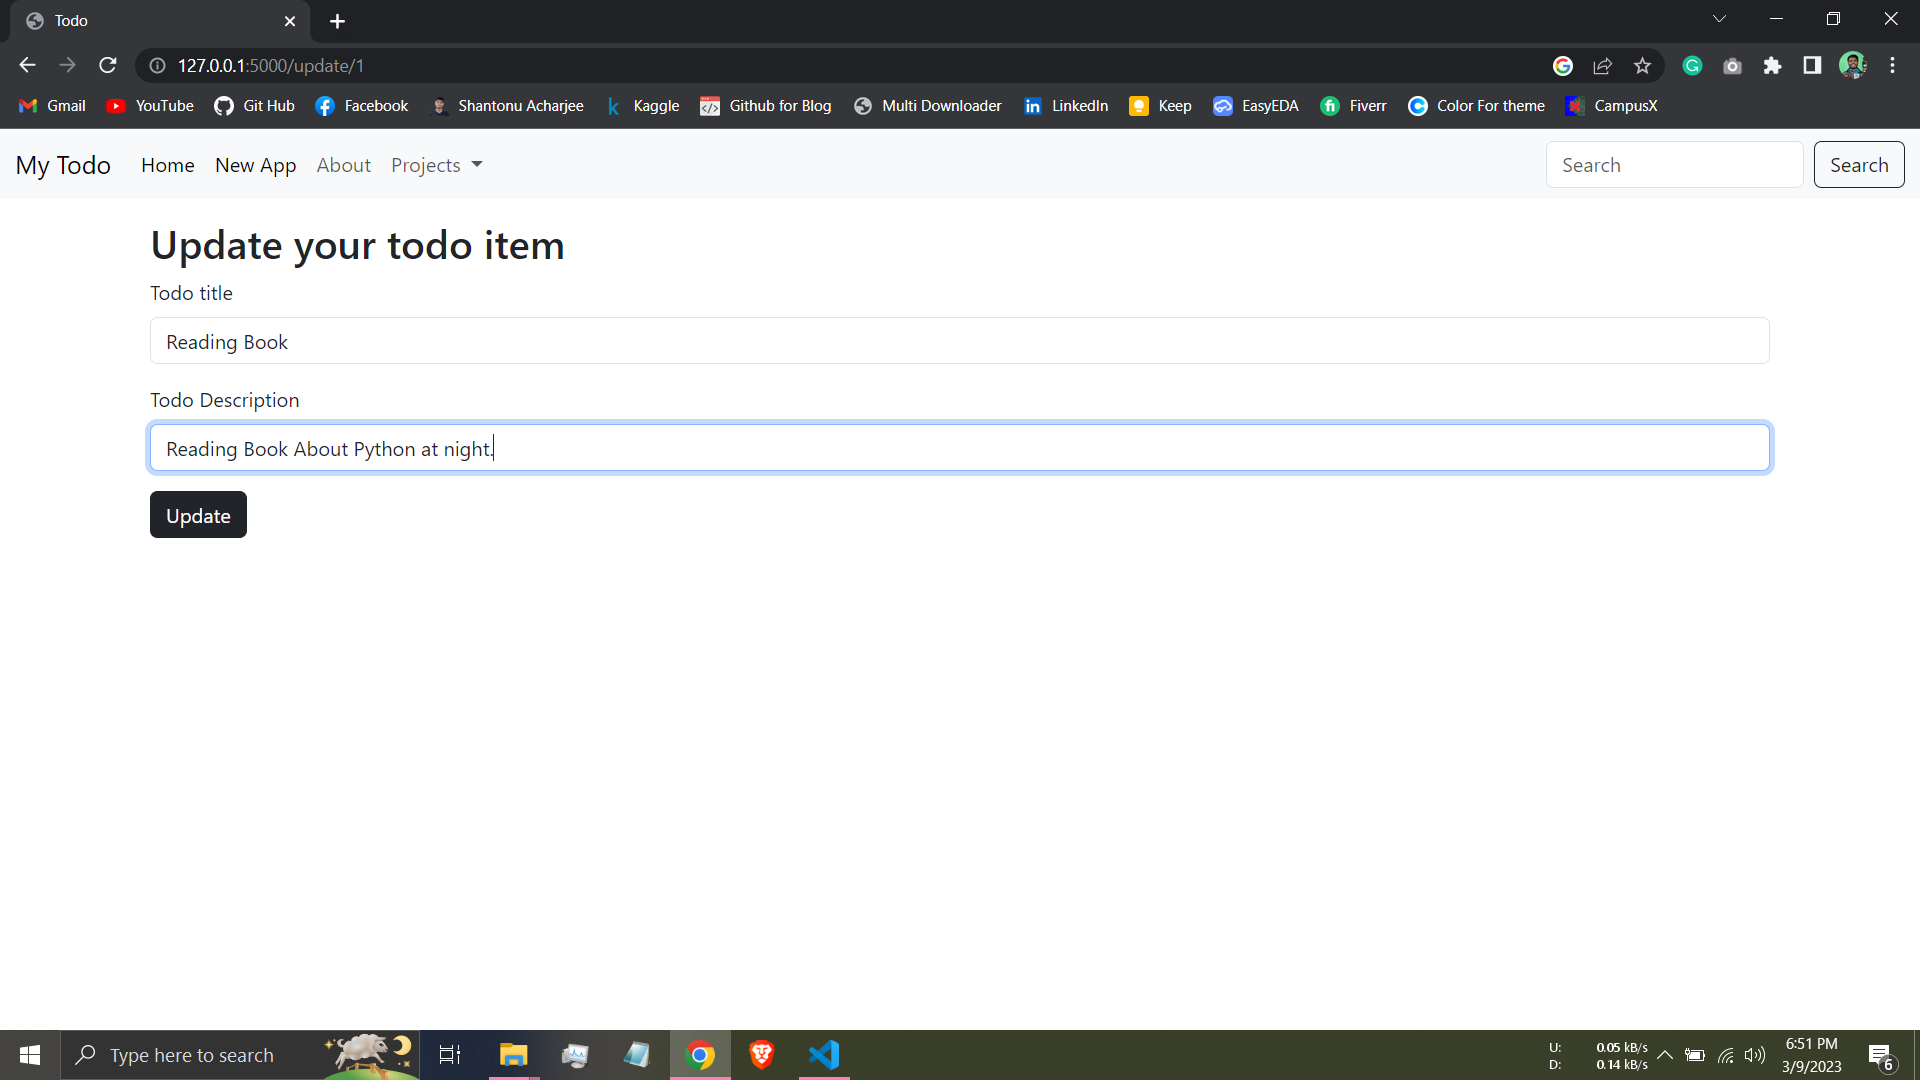 Todo
127.0.0.1:5000/update/1
Gmail YouTube Git Hub Facebook Shantonu Acharjee Kaggle Github for Blog Multi Downloader LinkedIn Keep EasyEDA Fiverr Color For theme CampusX
My Todo Home New App About Projects Search Search
Update your todo item
Todo title
Reading Book
Todo Description
Reading Book About Python at night.
Update
Type here to search
U: 0.05 kB/s
D: 0.14 kB/s
6:51 PM
3/9/2023
6